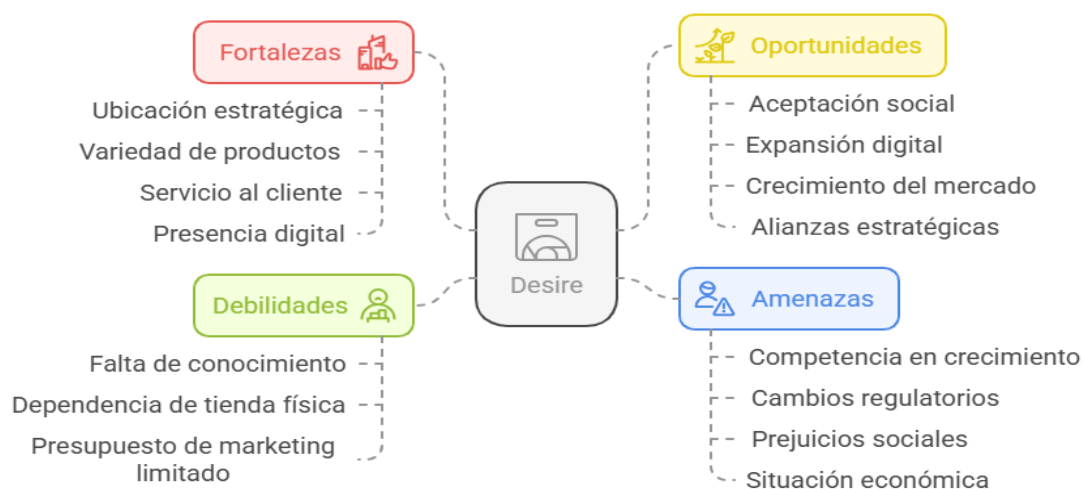 Fortalezas
Ubicación estratégica
Variedad de productos
Servicio al cliente
Presencia digital
Oportunidades
Aceptación social
Expansión digital
Crecimiento del mercado
Alianzas estratégicas
Desire
Debilidades
Falta de conocimiento
Dependencia de tienda física
Presupuesto de marketing
limitado
Amenazas
Competencia en crecimiento
Cambios regulatorios
Prejuicios sociales
Situación económica